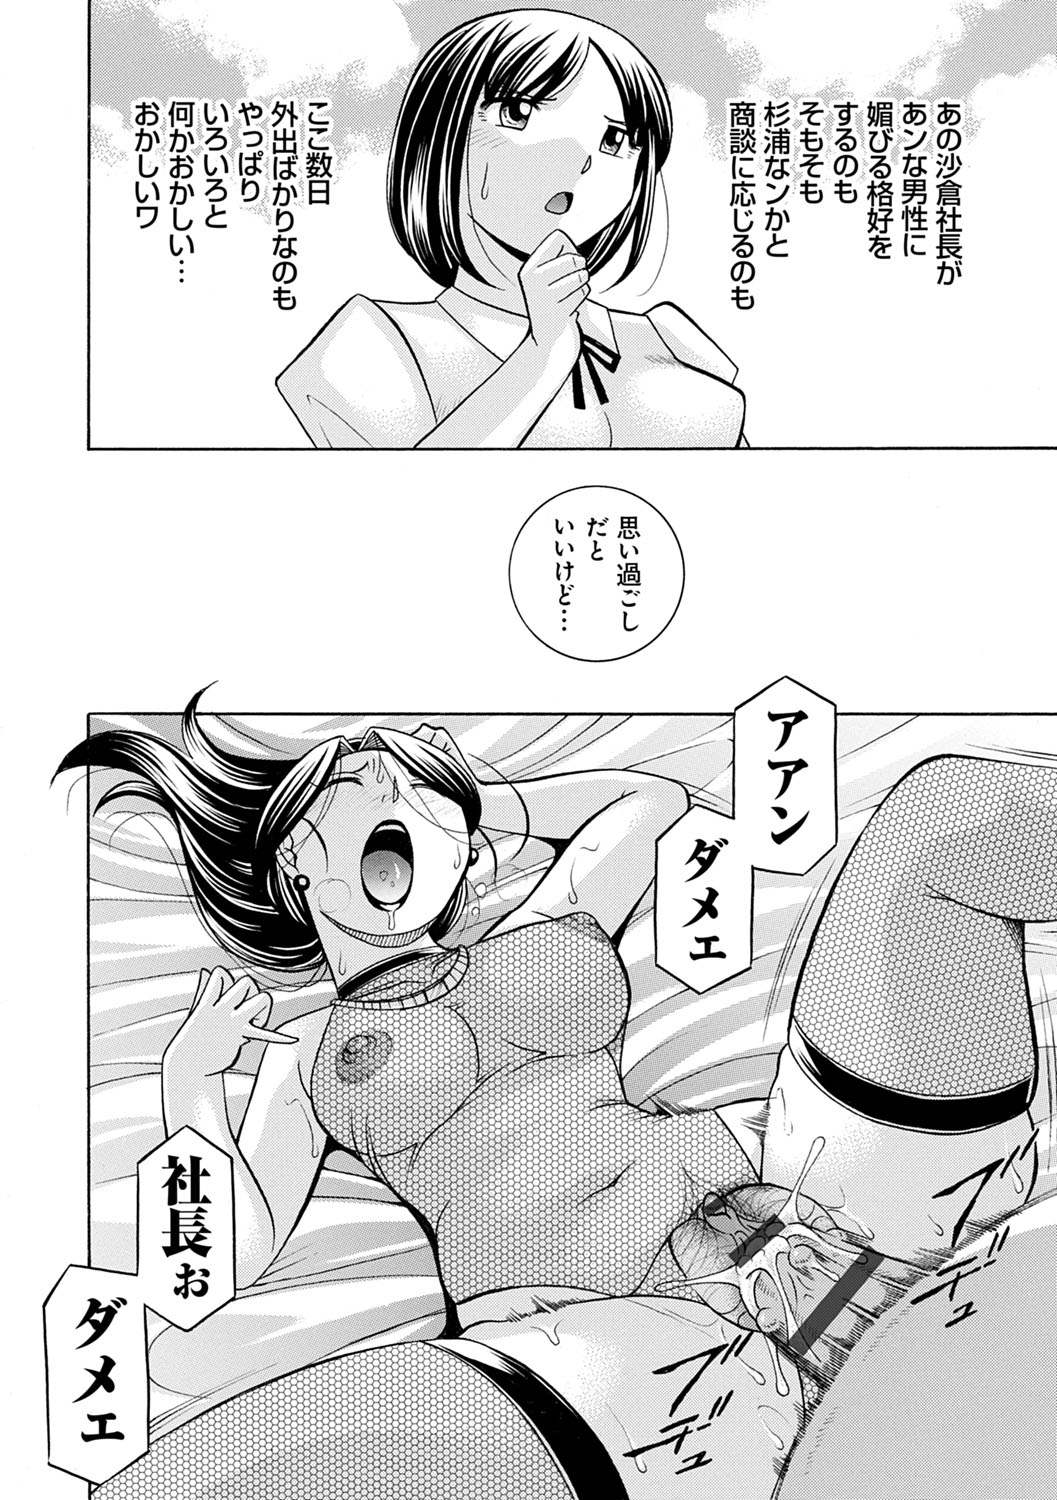 あの沙倉社長が
あンな男性に
媚びる格好を
するのも
そもそも
杉浦なンかと
商談に応じるのも
ここ数日
外出ばかりなのも
やっぱり
いろいろと
何かおかしい…
おかしいワ
思い過ごし
だと
いいけど…
アアン
ダメェ
社長ぉ
ダメェ
ヂュ
ヂュ